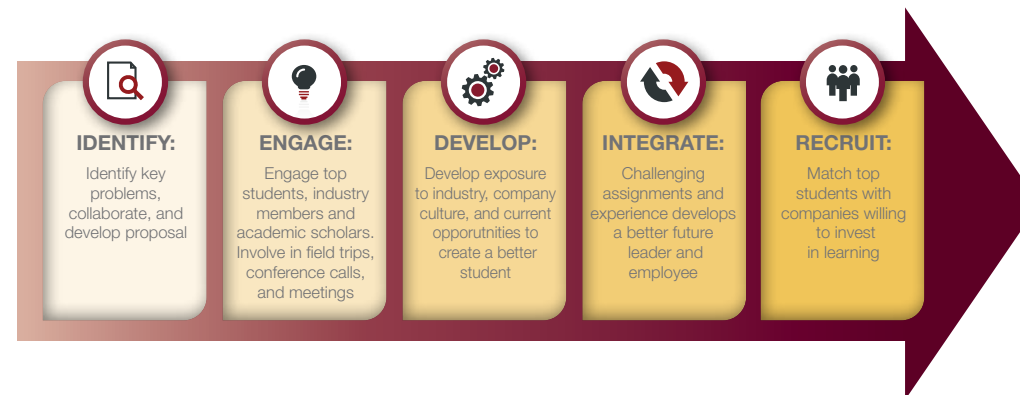 IDENTIFY:
Identify key
problems,
collaborate, and
develop proposal
ENGAGE:
Engage top
students, industry
members and
academic scholars.
Involve in field trips,
conference calls,
and meetings
DEVELOP:
Develop exposure
to industry, company
culture, and current
opporutnities to
create a better
student
INTEGRATE:
Challenging
assignments and
experience develops
a better future
leader and
employee
RECRUIT:
Match top
students with
companies willing
to invest
in learning